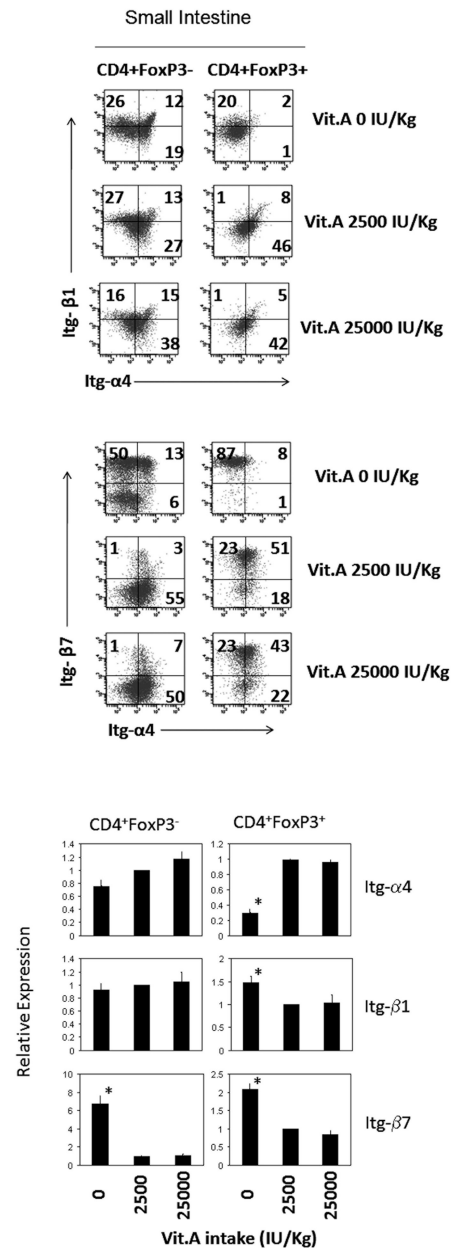 Small Intestine
CD4+FoxP3- CD4+FoxP3+
26 12 20 2
19 1
Vit.A 0 IU/Kg
27 13 1 8
27 46
Vit.A 2500 IU/Kg
16 15 1 5
38 42
Vit.A 25000 IU/Kg
Itg- β1
Itg-α4
50 13 87 8
6 1
Vit.A 0 IU/Kg
1 3 23 51
55 18
Vit.A 2500 IU/Kg
1 7 23 43
50 22
Vit.A 25000 IU/Kg
Itg- β7
Itg-α4
CD4⁺FoxP3⁻ CD4⁺FoxP3⁺
Relative Expression
1.4 1.2 1 0.8 0.6 0.4 0.2 0
1.2 1 0.8 0.6 0.4 0.2 0
*
Itg-α4
1.4 1.2 1 0.8 0.6 0.4 0.2 0
2 1.5 1 0.5 0
*
Itg-β1
10 8 6 4 2 0
*
2.5 2 1.5 1 0.5 0
*
Itg-β7
0 2500 25000 0 2500 25000
Vit.A intake (IU/Kg)